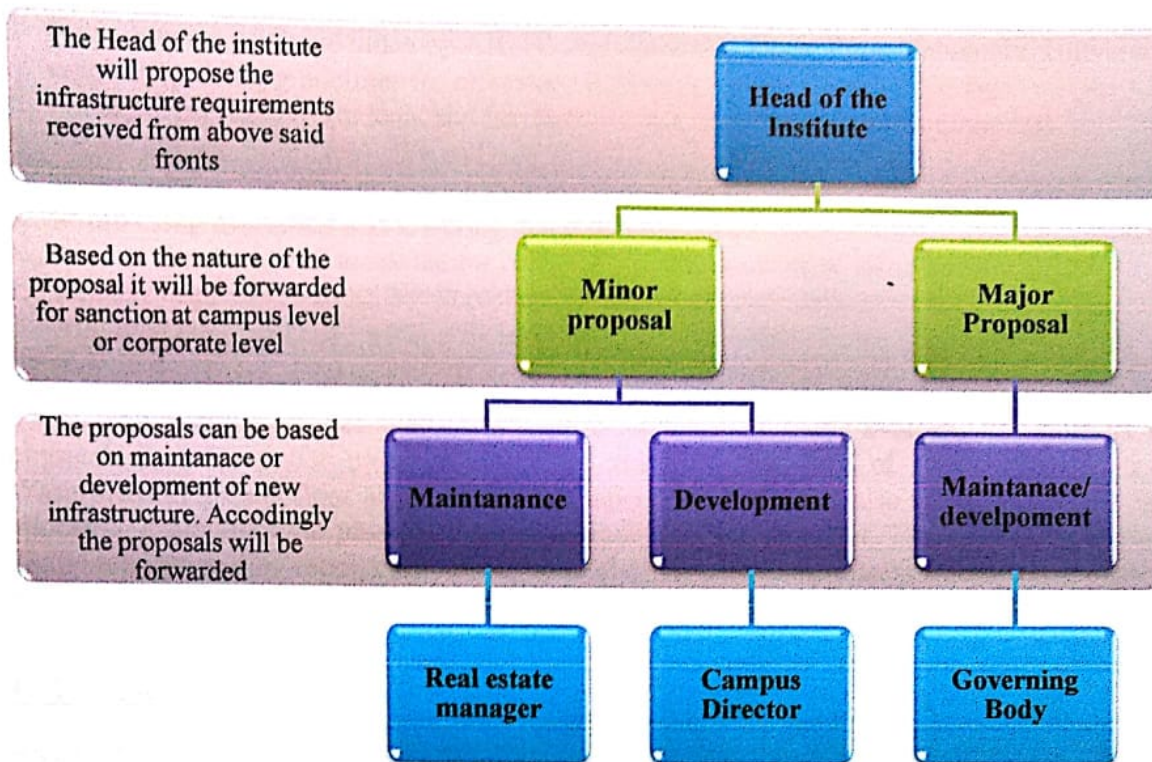 The Head of the institute
will propose the
infrastructure requirements
received from above said
fronts
Head of the
Institute
Based on the nature of the
proposal it will be forwarded
for sanction at campus level
or corporate level
Minor
proposal
Major
Proposal
The proposals can be based
on maintanace or
development of new
infrastructure. Accodingly
the proposals will be
forwarded
Maintanance
Development
Maintanace/
develpoment
Real estate
manager
Campus
Director
Governing
Body